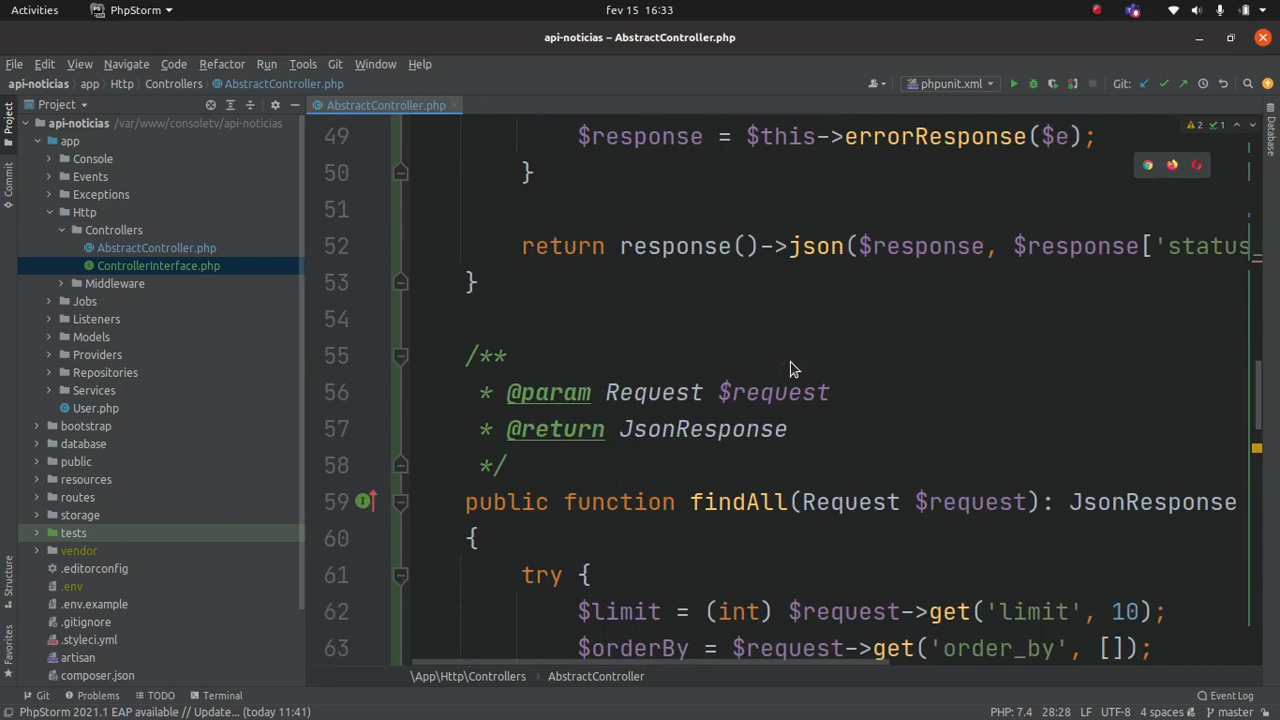 Activities PhpStorm fev 15 16:33
api-noticias – AbstractController.php
File Edit View Navigate Code Refactor Run Tools Git Window Help
api-noticias app Http Controllers AbstractController.php phpunit.xml Git:
Project AbstractController.php
api-noticias /var/www/consoletv/api-noticias
app
Console
Events
Exceptions
Http
Controllers
AbstractController.php
ControllerInterface.php
Middleware
Jobs
Listeners
Models
Providers
Repositories
Services
User.php
bootstrap
database
public
resources
routes
storage
tests
vendor
.editorconfig
.env
.env.example
.gitignore
.styleci.yml
artisan
composer.json
Project
Commit
Structure
Favorites
49 $response = $this->errorResponse($e);
50 }
51
52 return response()->json($response, $response['status_
53 }
54
55 /**
56 * @param Request $request
57 * @return JsonResponse
58 */
59 public function findAll(Request $request): JsonResponse
60 {
61 try {
62 $limit = (int) $request->get('limit', 10);
63 $orderBy = $request->get('order_by', []);
2 1
Database
\App\Http\Controllers AbstractController
Git Problems TODO Terminal Event Log
PhpStorm 2021.1 EAP available // Update... (today 11:41) PHP: 7.4 28:28 LF UTF-8 4 spaces master